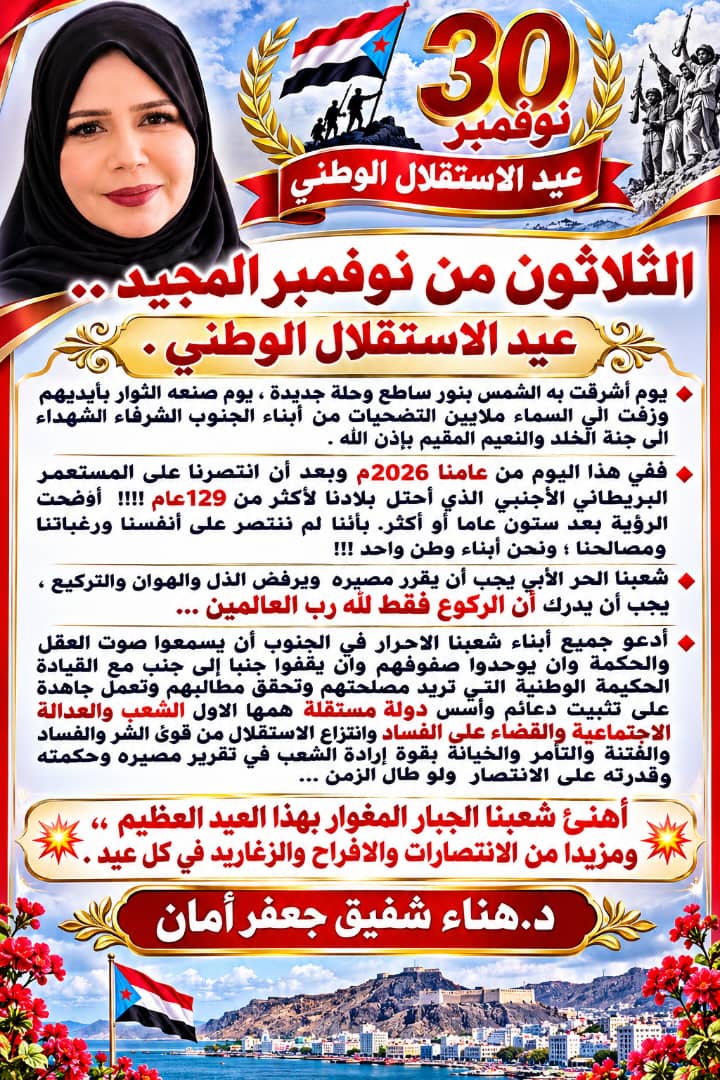 30
نوفمبر
عيد الاستقلال الوطني
الثلاثون من نوفمبر المجيد ..
عيد الاستقلال الوطني .
يوم أشرقت به الشمس بنور ساطع وحلة جديدة ، يوم صنعه الثوار بأيديهم
وزفت الي السماء ملايين التضحيات من أبناء الجنوب الشرفاء الشهداء
الى جنة الخلد والنعيم المقيم بإذن الله .
ففي هذا اليوم من عامنا 2026م وبعد أن انتصرنا على المستعمر
البريطاني الأجنبي الذي أحتل بلادنا لأكثر من 129عام !!!! أوضحت
الرؤية بعد ستون عاما أو أكثر. بأننا لم ننتصر على أنفسنا ورغباتنا
ومصالحنا ؛ ونحن أبناء وطن واحد !!!
شعبنا الحر الأبي يجب أن يقرر مصيره ويرفض الذل والهوان والتركيع ،
يجب أن يدرك أن الركوع فقط لله رب العالمين ...
أدعو جميع أبناء شعبنا الاحرار في الجنوب أن يسمعوا صوت العقل
والحكمة وان يوحدوا صفوفهم وان يقفوا جنبا إلى جنب مع القيادة
الحكيمة الوطنية التي تريد مصلحتهم وتحقق مطالبهم وتعمل جاهدة
على تثبيت دعائم وأسس دولة مستقلة همها الاول الشعب والعدالة
الاجتماعية والقضاء على الفساد وانتزاع الاستقلال من قوى الشر والفساد
والفتنة والتأمر والخيانة بقوة إرادة الشعب في تقرير مصيره وحكمته
وقدرته على الانتصار ولو طال الزمن ...
أهنئ شعبنا الجبار المغوار بهذا العيد العظيم ،،
ومزيدا من الانتصارات والافراح والزغاريد في كل عيد .
د.هناء شفيق جعفر أمان